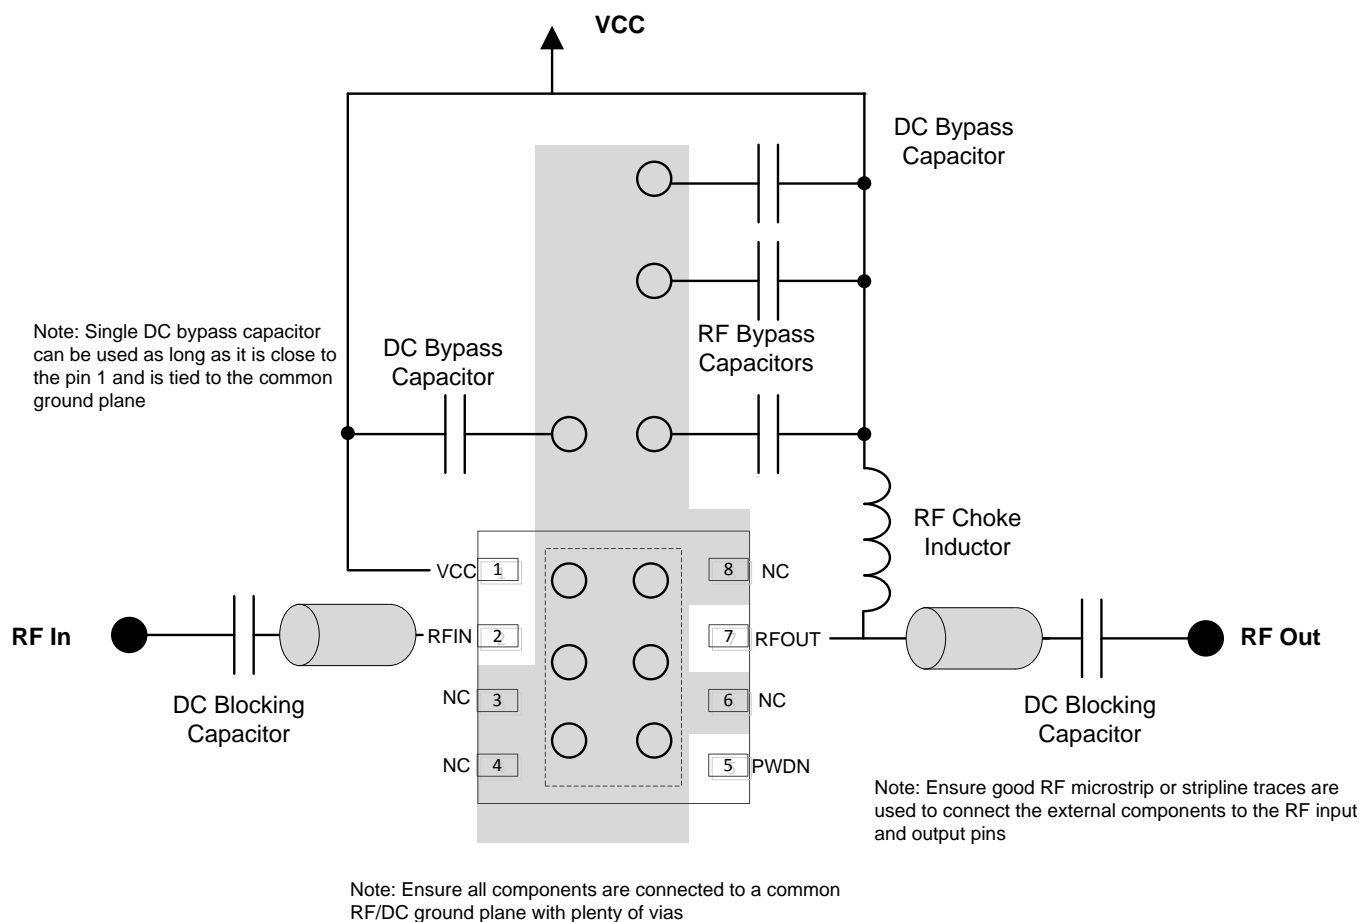 VCC
DC Bypass
Capacitor
Note: Single DC bypass capacitor
can be used as long as it is close to
the pin 1 and is tied to the common
ground plane
DC Bypass
Capacitor
RF Bypass
Capacitors
RF Choke
Inductor
VCC 1
8 NC
RF In
RFIN 2
7 RFOUT
RF Out
DC Blocking
Capacitor
NC 3
6 NC
DC Blocking
Capacitor
NC 4
5 PWDN
Note: Ensure good RF microstrip or stripline traces are
used to connect the external components to the RF input
and output pins
Note: Ensure all components are connected to a common
RF/DC ground plane with plenty of vias